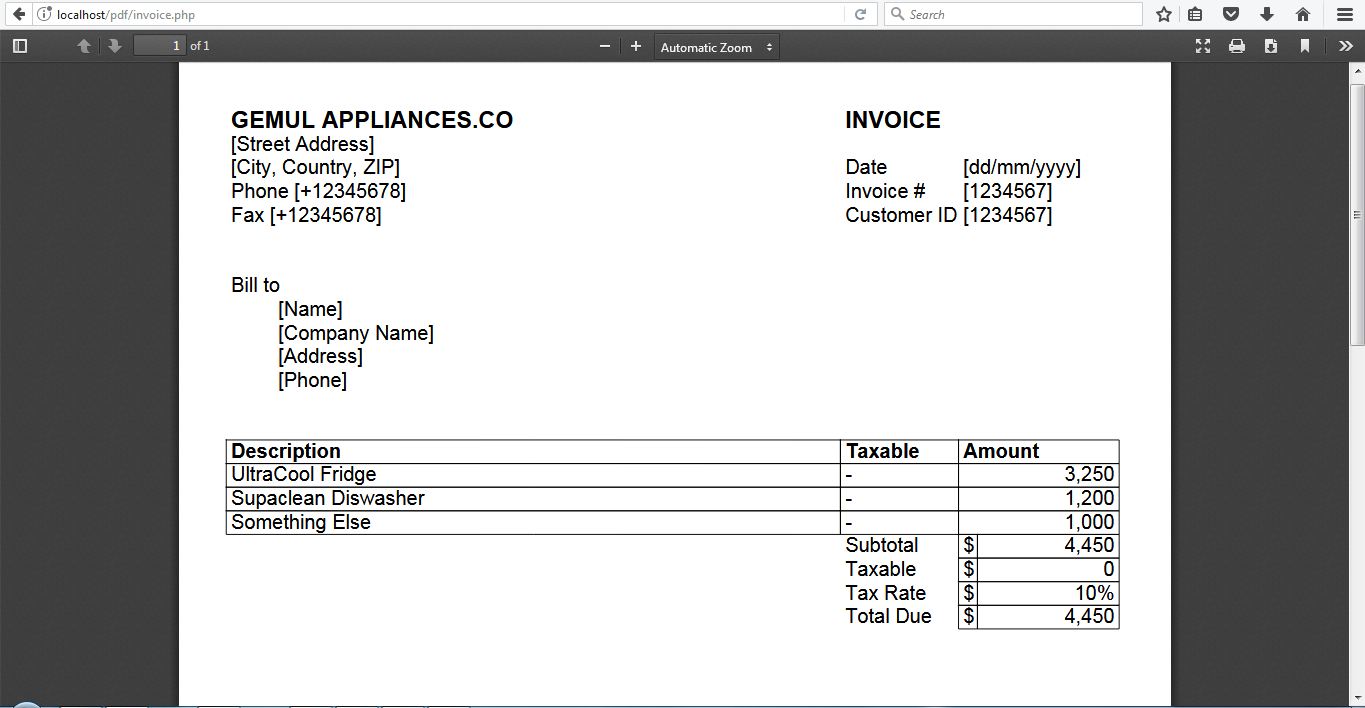 localhost/pdf/invoice.php
Search
1 of 1
Automatic Zoom
GEMUL APPLIANCES.CO
[Street Address]
[City, Country, ZIP]
Phone [+12345678]
Fax [+12345678]
INVOICE
Date [dd/mm/yyyy]
Invoice # [1234567]
Customer ID [1234567]
Bill to
[Name]
[Company Name]
[Address]
[Phone]
Description Taxable Amount
UltraCool Fridge - 3,250
Supaclean Diswasher - 1,200
Something Else - 1,000
Subtotal $ 4,450
Taxable $ 0
Tax Rate $ 10%
Total Due $ 4,450